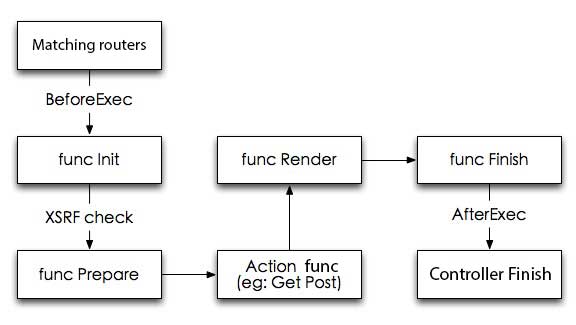 Matching routers
BeforeExec
func Init
XSRF check
func Prepare
Action func
(eg: Get Post)
func Render
func Finish
AfterExec
Controller Finish